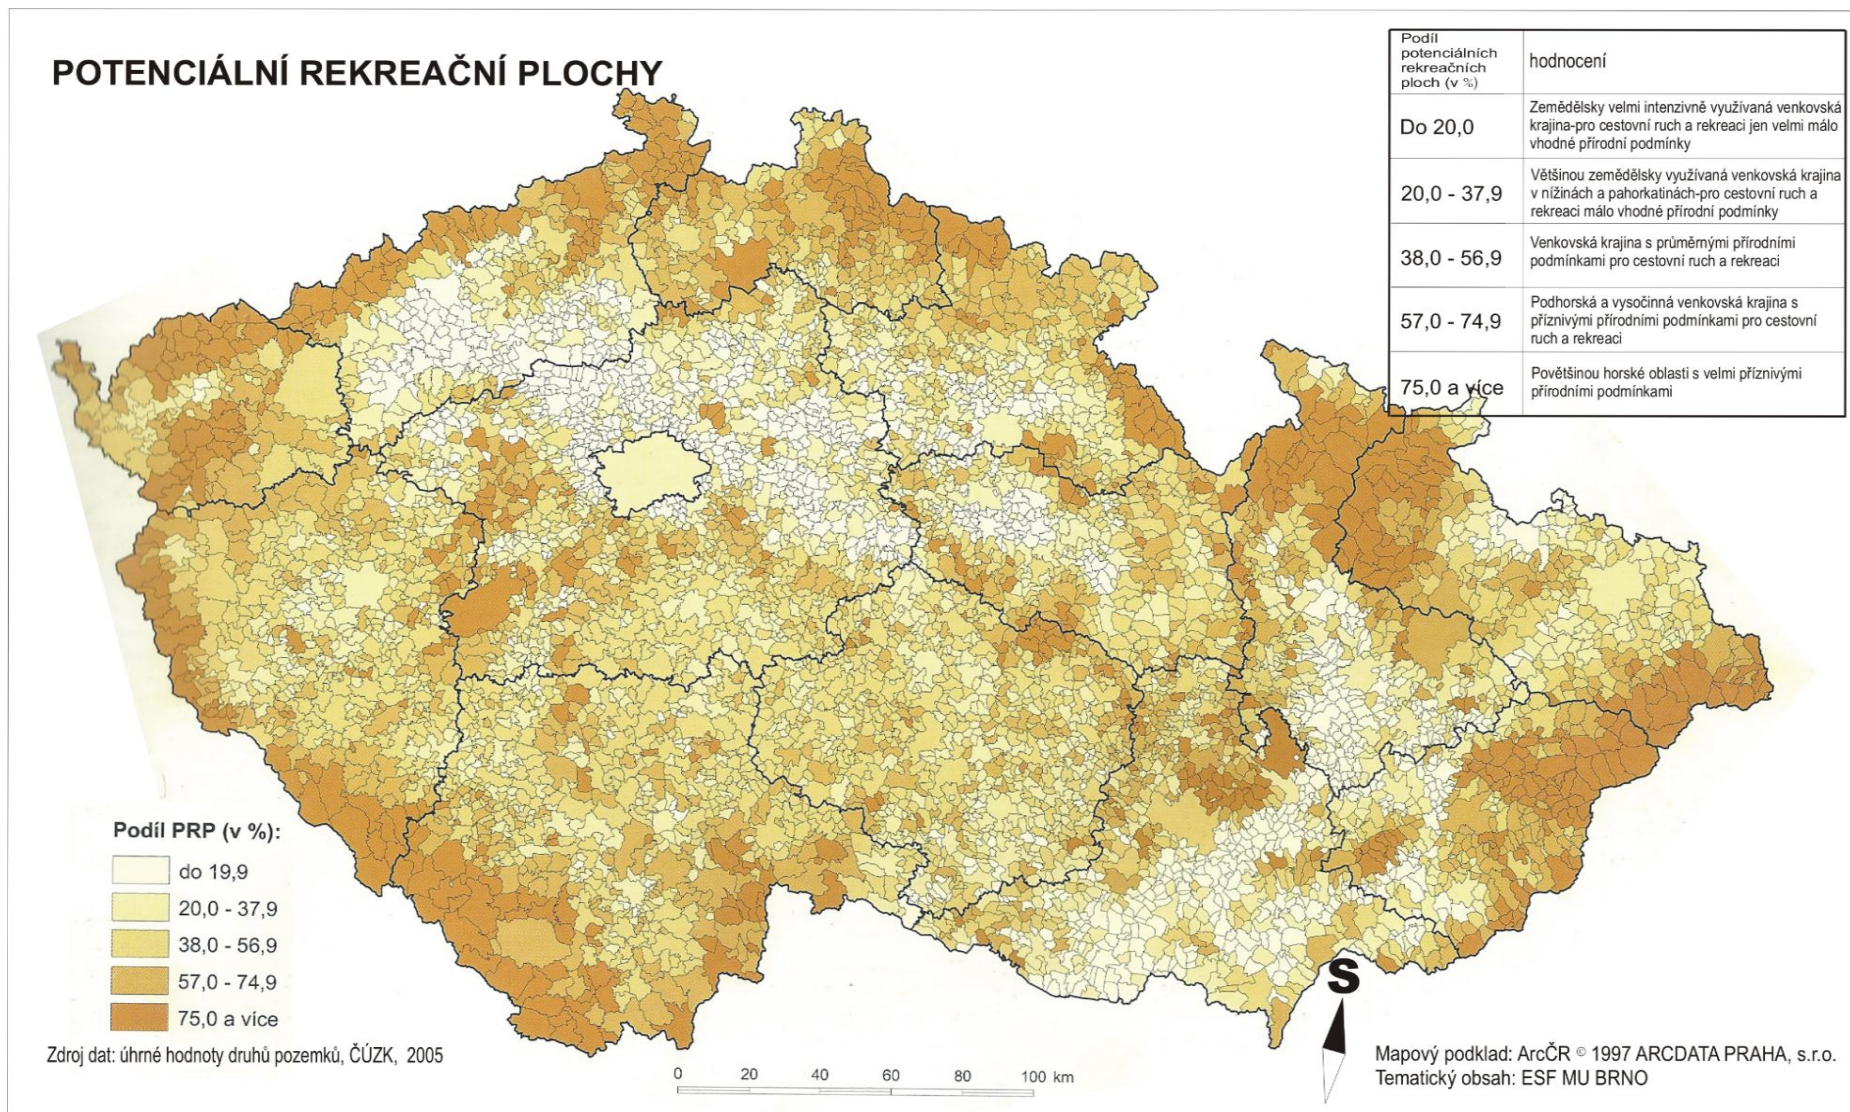 POTENCIÁLNÍ REKREAČNÍ PLOCHY
Podíl
potenciálních
rekreačních
ploch (v %)
hodnocení
Do 20,0
Zemědělsky velmi intenzivně využívaná venkovská
krajina-pro cestovní ruch a rekreaci jen velmi málo
vhodné přírodní podmínky
20,0 - 37,9
Většinou zemědělsky využívaná venkovská krajina
v nížinách a pahorkatinách-pro cestovní ruch a
rekreaci málo vhodné přírodní podmínky
38,0 - 56,9
Venkovská krajina s průměrnými přírodními
podmínkami pro cestovní ruch a rekreaci
57,0 - 74,9
Podhorská a vysočinná venkovská krajina s
příznivými přírodními podmínkami pro cestovní
ruch a rekreaci
75,0 a více
Povětšinou horské oblasti s velmi příznivými
přírodními podmínkami
Podíl PRP (v %):
do 19,9
20,0 - 37,9
38,0 - 56,9
57,0 - 74,9
75,0 a více
Zdroj dat: úhrné hodnoty druhů pozemků, ČÚZK, 2005
0 20 40 60 80 100 km
S
Mapový podklad: ArcČR © 1997 ARCDATA PRAHA, s.r.o.
Tematický obsah: ESF MU BRNO